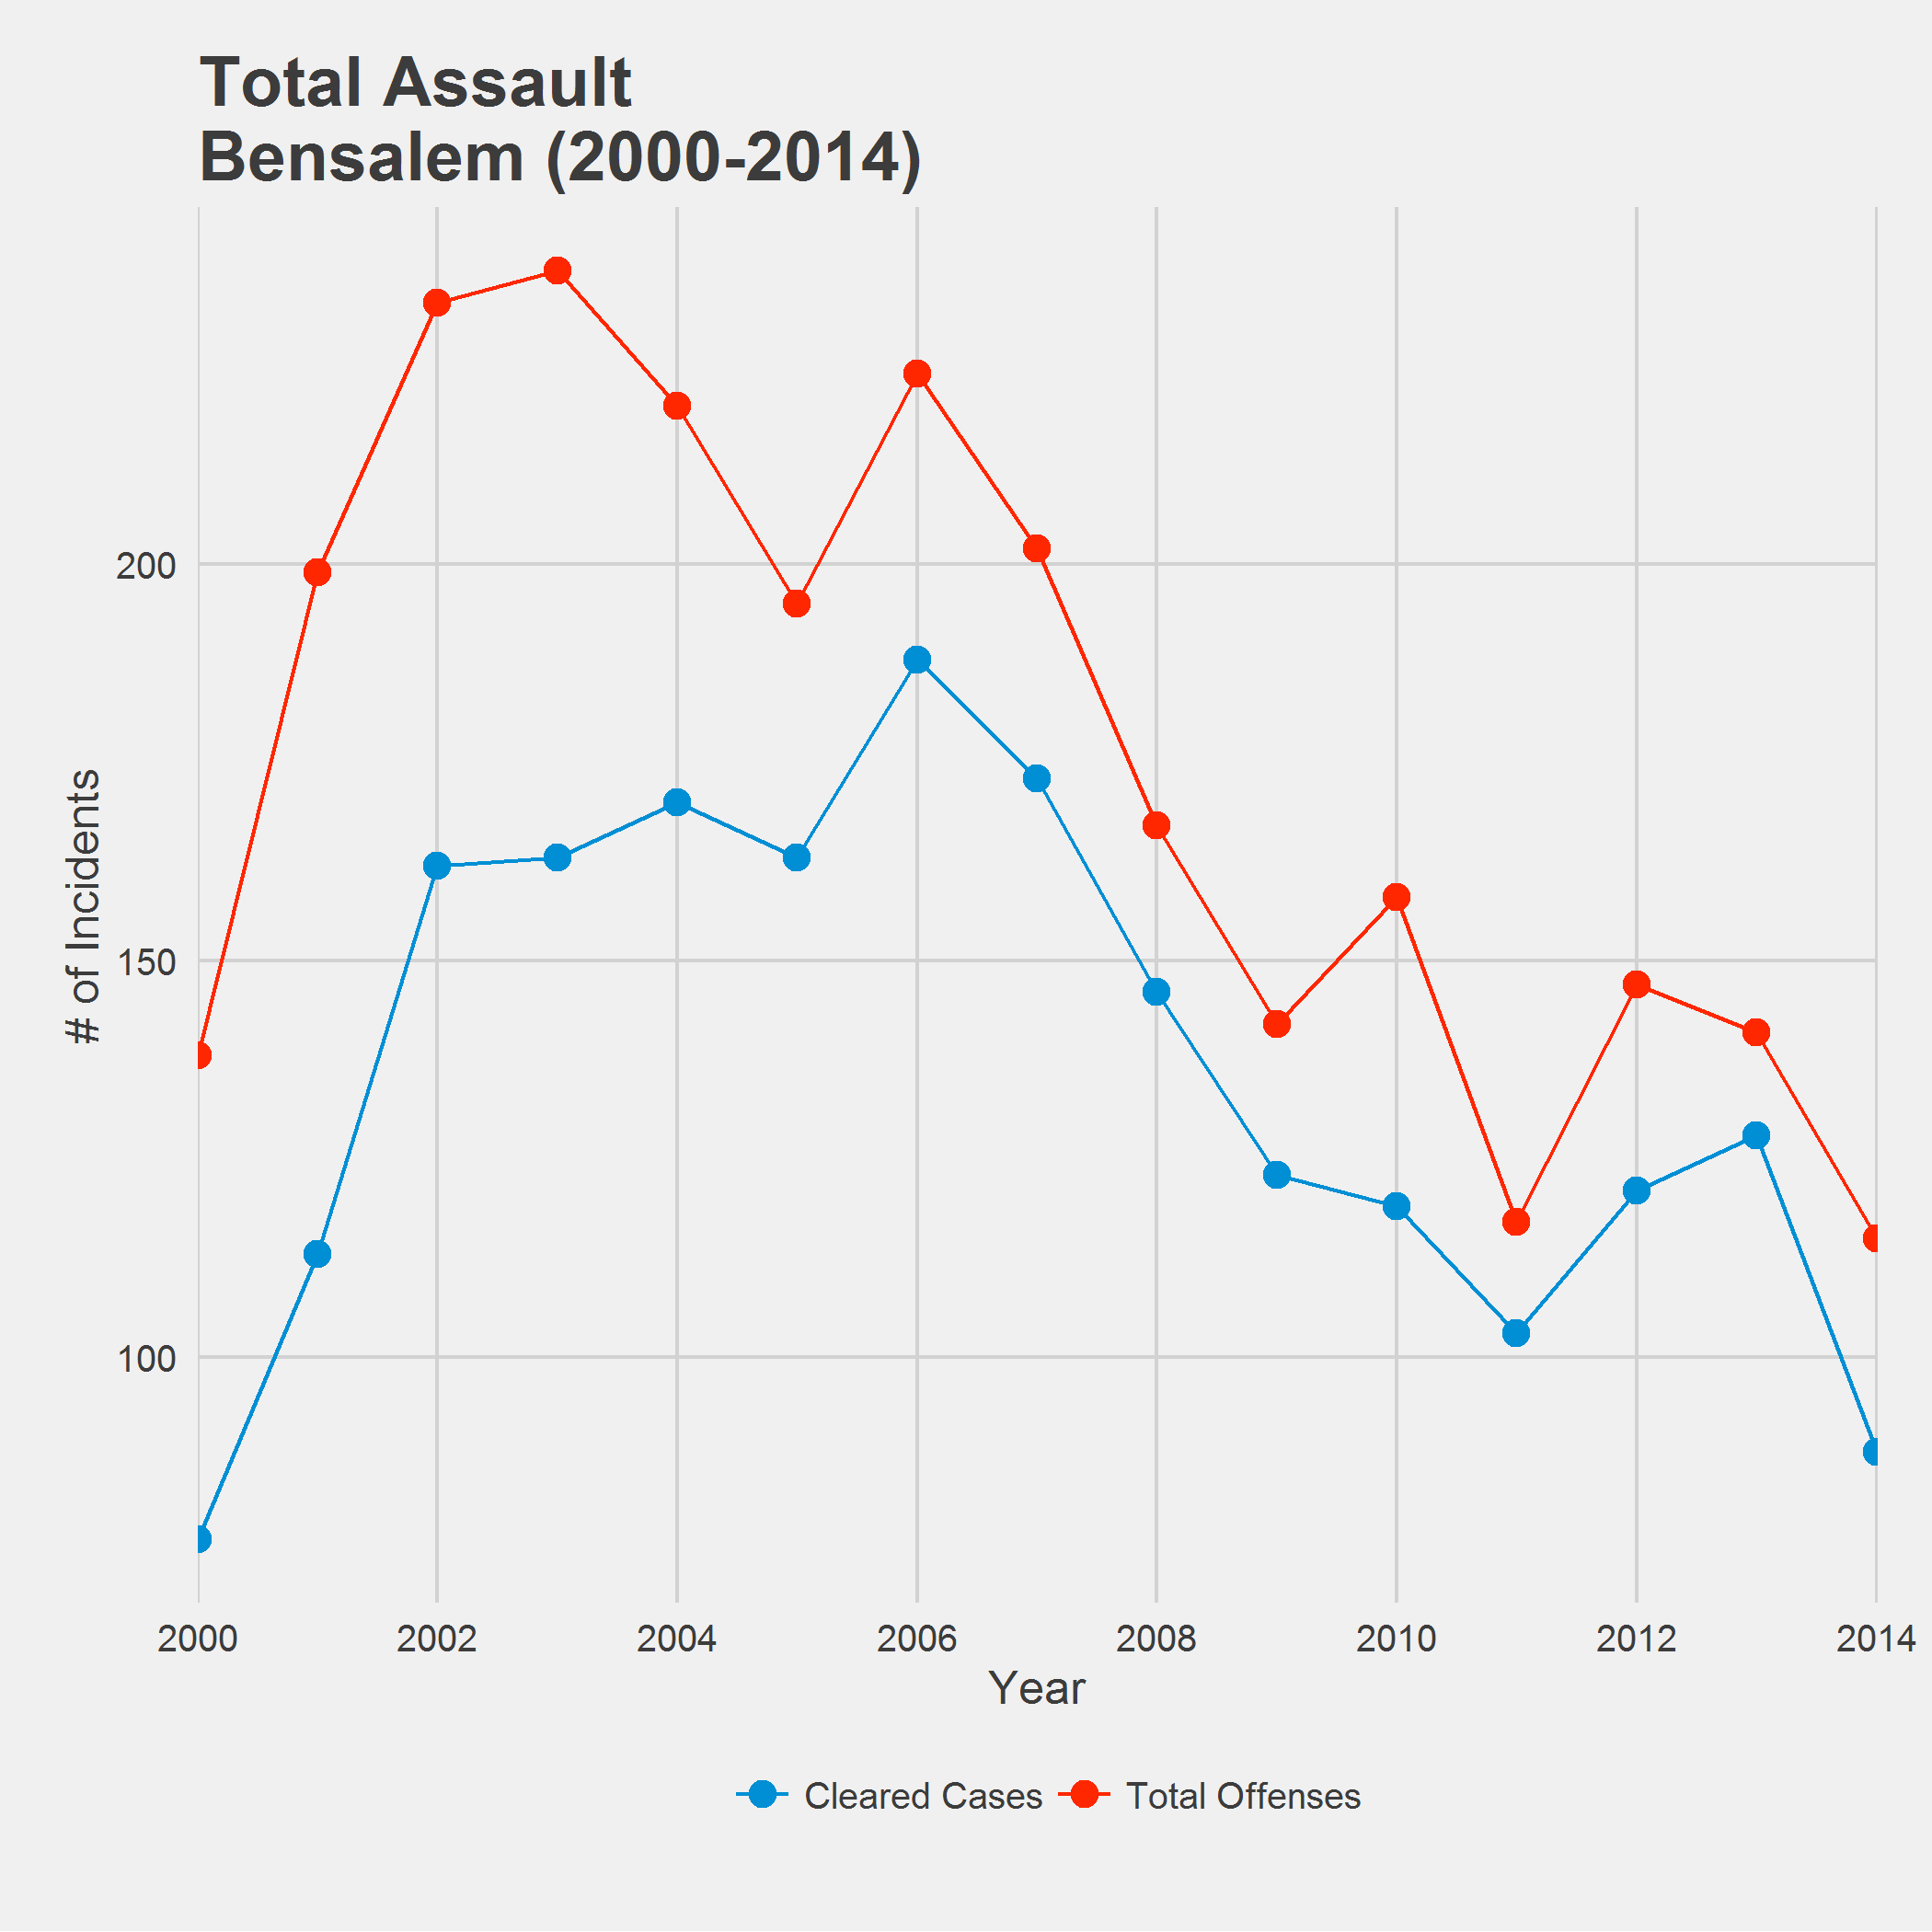 Total Assault
Bensalem (2000-2014)
# of Incidents
200
150
100
2000 2002 2004 2006 2008 2010 2012 2014
Year
Cleared Cases Total Offenses